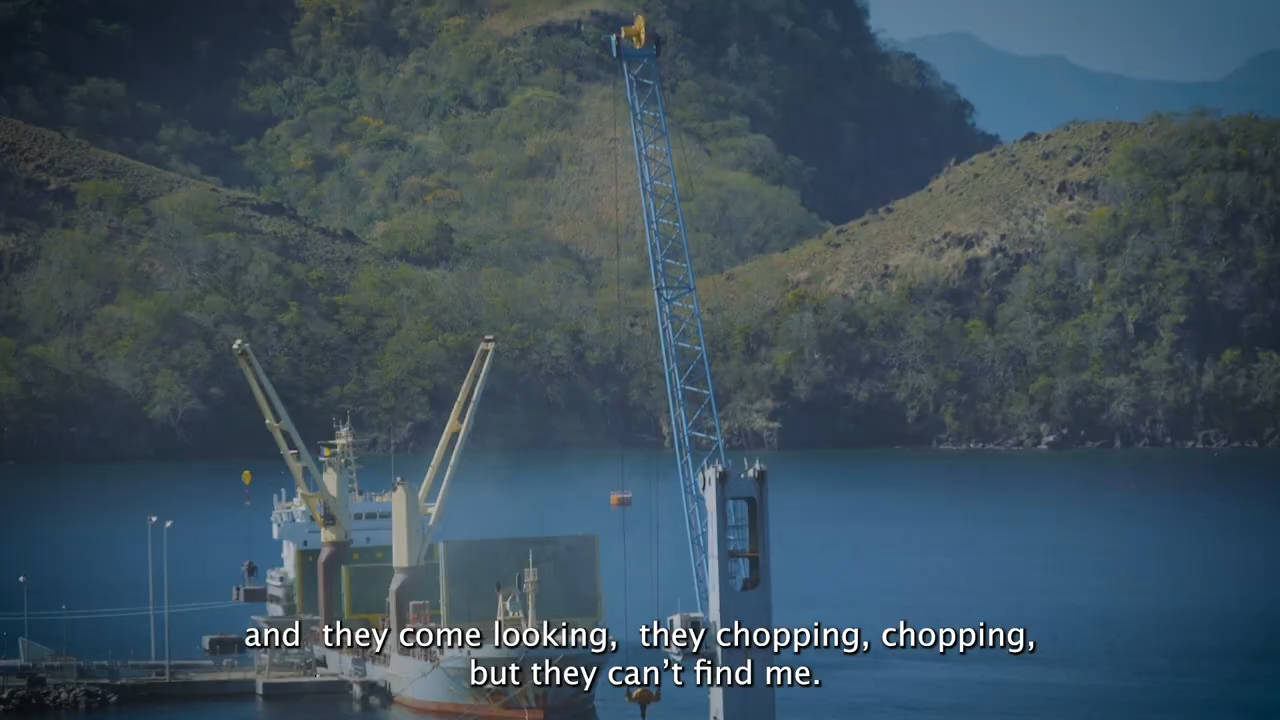 and they come looking, they chopping, chopping,
but they can’t find me.